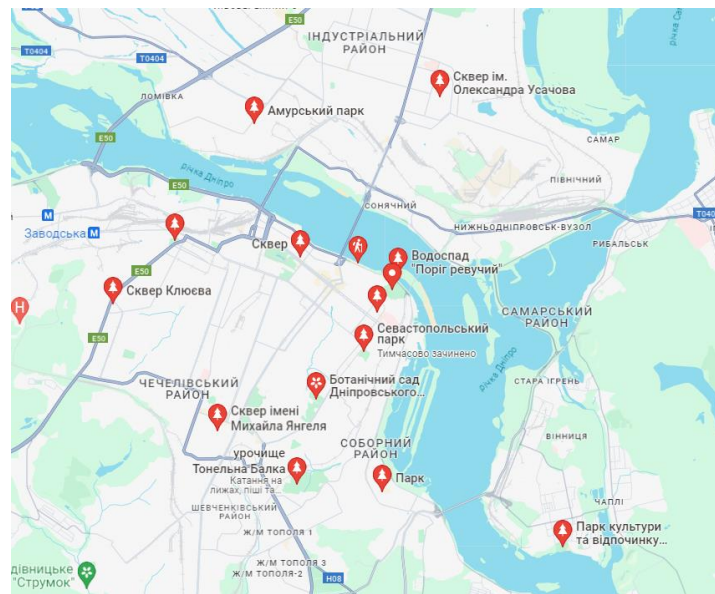 E50
T0404
T0404
ІНДУСТРІАЛЬНИЙ
РАЙОН
Сквер ім.
Олександра Усачова
ЛОМІВКА
Амурський парк
E50
САМАР
річка Дніпро
E50
ПІВНІЧНИЙ
СОНЯЧНИЙ
T040
M
Заводська M
Сквер
НИЖНЬОДНІПРОВСЬК-ВУЗОЛ
РИБАЛЬСЬК
Водоспад
"Поріг ревучий"
Сквер Клюєва
H
САМАРСЬКИЙ
РАЙОН
E50
Севастопольський
парк
Тимчасово зачинено
річка Дніпро
ЧЕЧЕЛІВСЬКИЙ
РАЙОН
Ботанічний сад
Дніпровського...
СТАРА ІГРЕНЬ
Сквер імені
Михайла Янгеля
ВІННИЦЯ
СОБОРНИЙ
РАЙОН
урочище
Тонельна Балка
Катання на
лижах, піші та...
Парк
ЧАПЛІ
ШЕВЧЕНКІВСЬКИЙ
РАЙОН
Парк культури
та відпочинку...
Ж/М ТОПОЛЯ 1
Ж/М ТОПОЛЯ 3
Ж/М ТОПОЛЯ-2
H08
дівницьке
"Струмок"